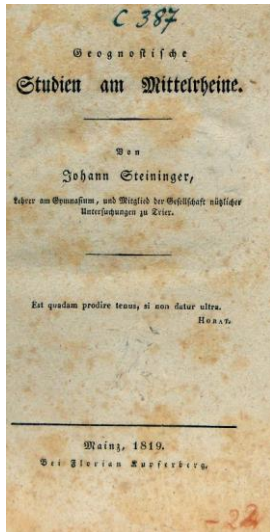 C 387
Geognostische
Studien am Mittelrheine.
Von
Johann Steininger,
Lehrer am Gymnasium, und Mitglied der Gesellschaft nützlicher
Untersuchungen zu Trier.
Est quodam prodire tenus, si non datur ultra.
HORAT.
Mainz, 1819.
Bei Florian Kupferberg.